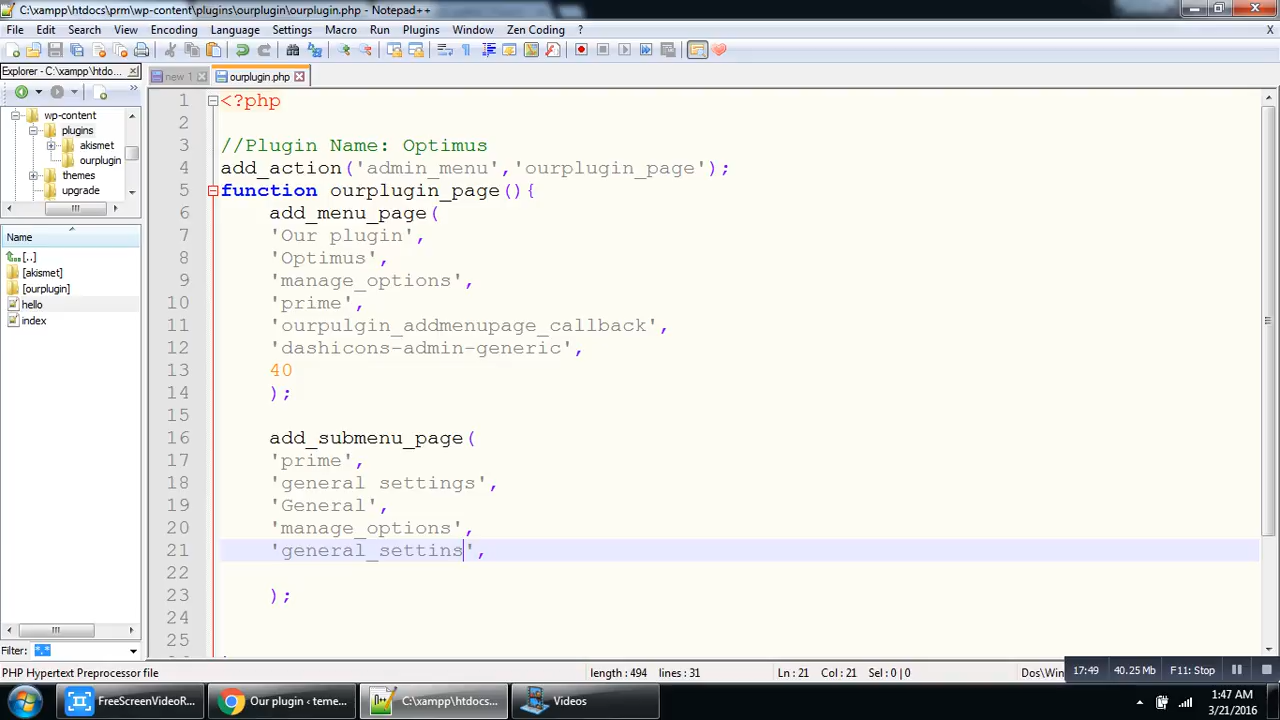 C:\xampp\htdocs\prm\wp-content\plugins\ourplugin\ourplugin.php - Notepad++
File Edit Search View Encoding Language Settings Macro Run Plugins Window Zen Coding ? X
Explorer - C:\xampp\htdo...
new 1
ourplugin.php
wp-content
plugins
akismet
ourplugin
themes
upgrade
Name
[..]
[akismet]
[ourplugin]
hello
index
Filter: *.*
1 <?php
2
3 //Plugin Name: Optimus
4 add_action('admin_menu','ourplugin_page');
5 function ourplugin_page(){
6 add_menu_page(
7 'Our plugin',
8 'Optimus',
9 'manage_options',
10 'prime',
11 'ourpulgin_addmenupage_callback',
12 'dashicons-admin-generic',
13 40
14 );
15
16 add_submenu_page(
17 'prime',
18 'general settings',
19 'General',
20 'manage_options',
21 'general_settins',
22
23 );
24
25
PHP Hypertext Preprocessor file length : 494 lines : 31 Ln : 21 Col : 21 Sel : 0 | 0 Dos\Win
17:49 40.25 Mb F11: Stop
FreeScreenVideoR...
Our plugin ‹ teme...
C:\xampp\htdocs...
Videos
1:47 AM
3/21/2016